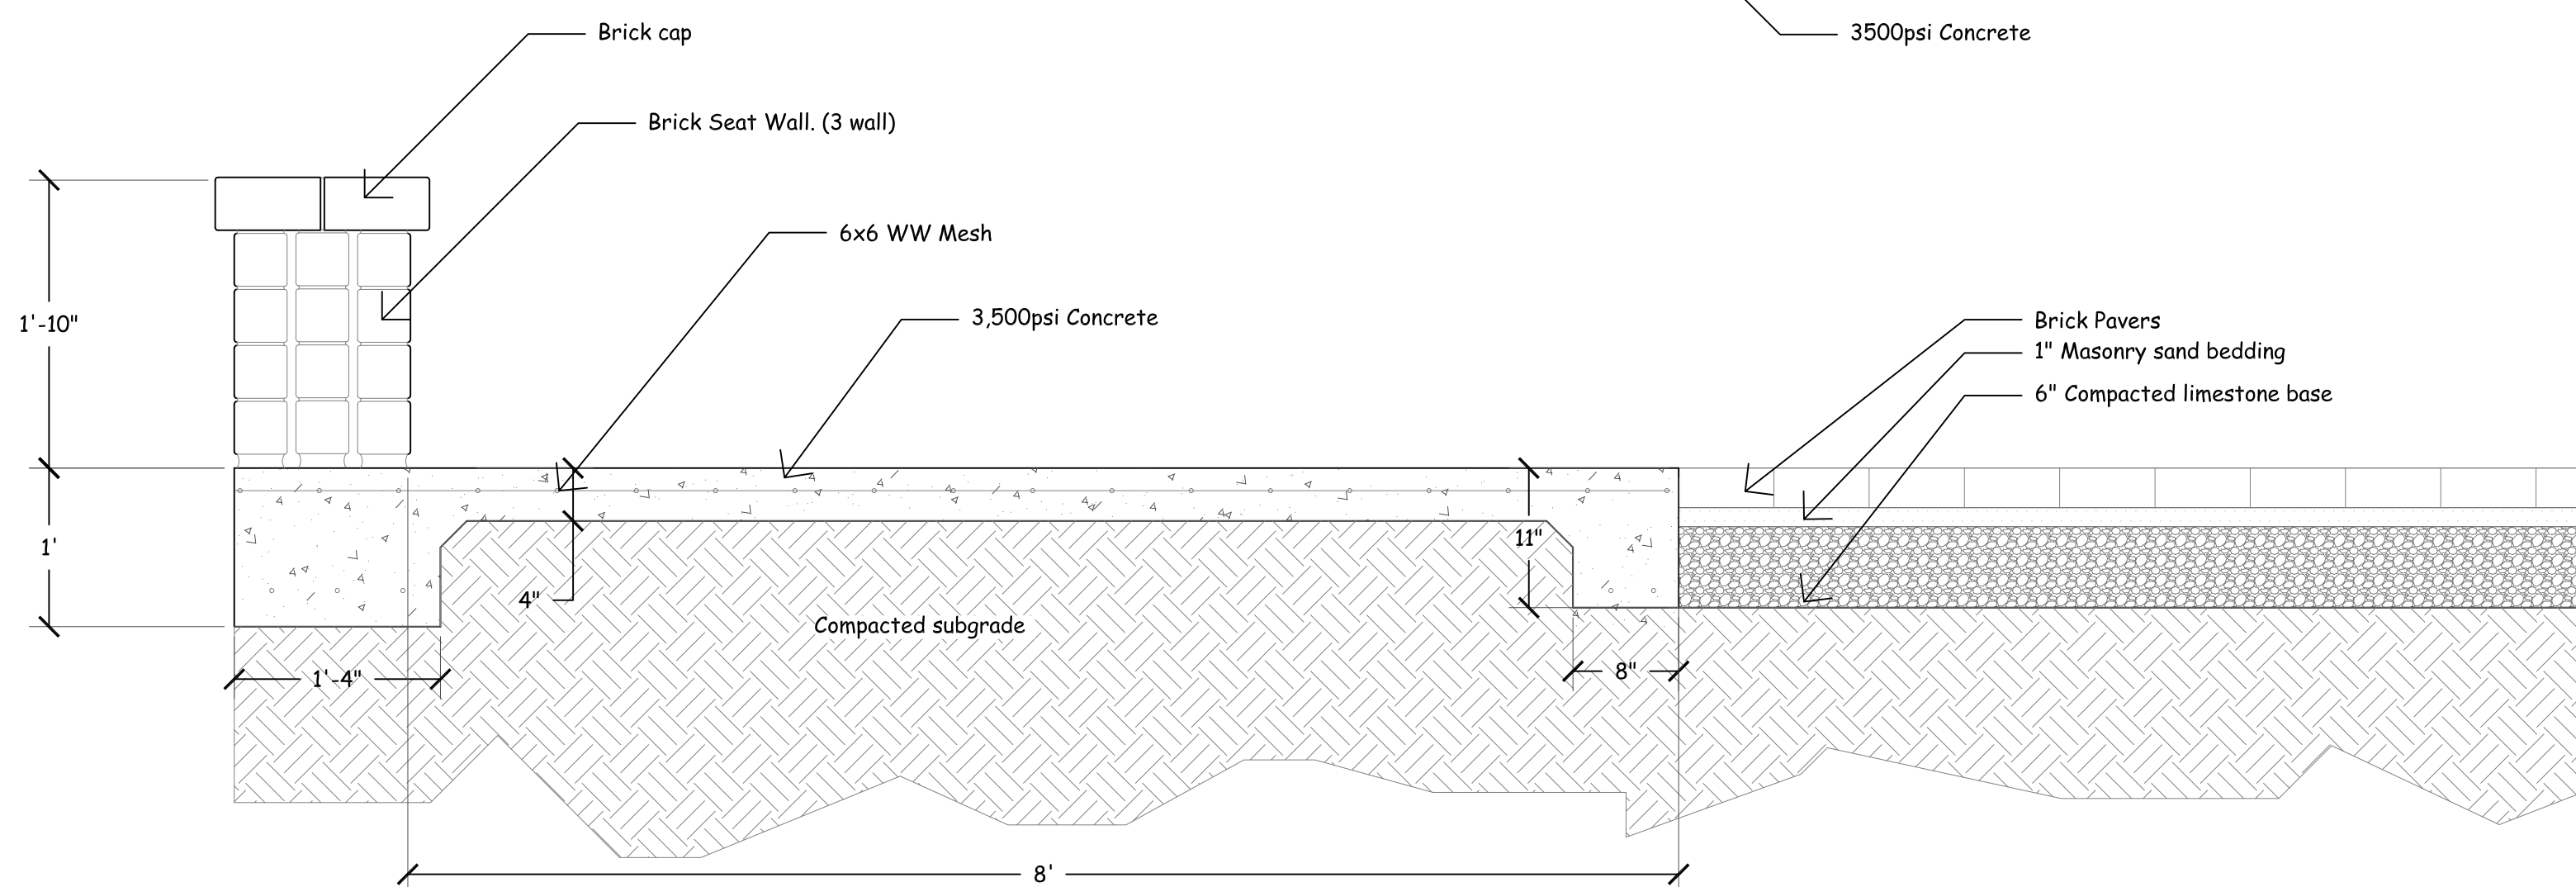 Brick cap
3500psi Concrete
Brick Seat Wall. (3 wall)
6x6 WW Mesh
3,500psi Concrete
1'-10"
Brick Pavers
1" Masonry sand bedding
6" Compacted limestone base
1'
11"
4"
Compacted subgrade
1'-4"
8"
8'